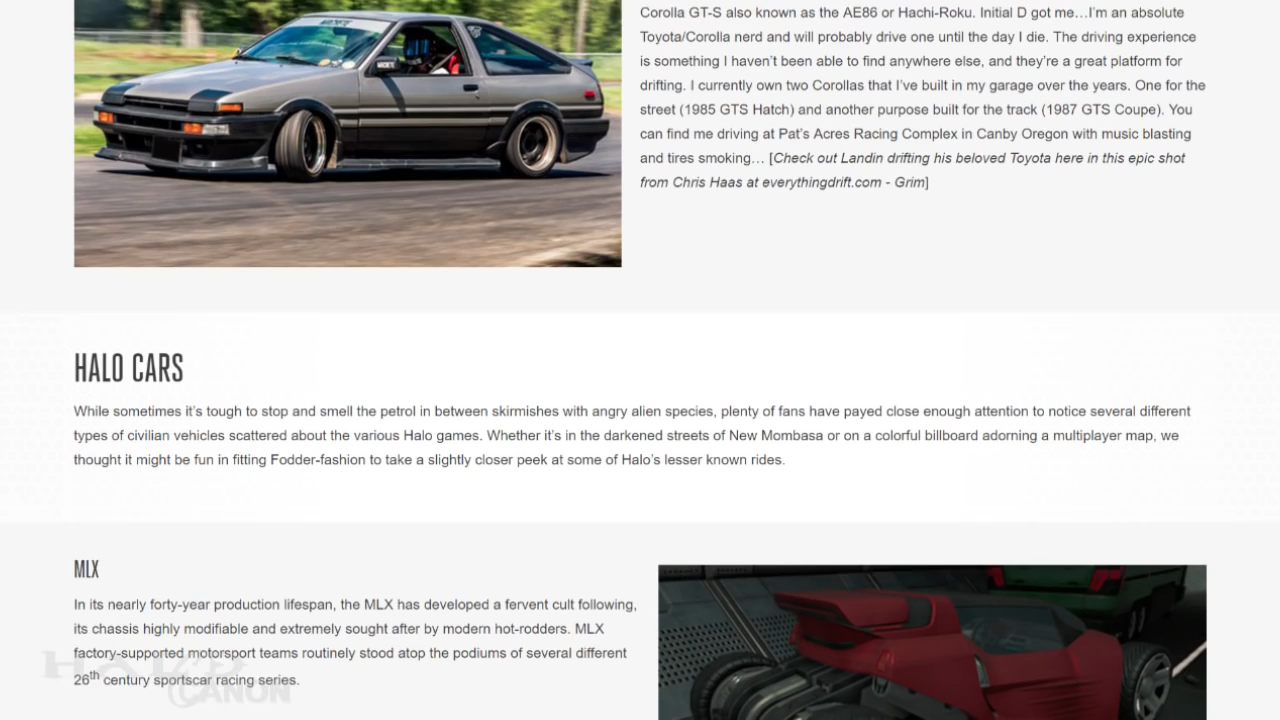 Corolla GT-S also known as the AE86 or Hachi-Roku. Initial D got me…I'm an absolute
Toyota/Corolla nerd and will probably drive one until the day I die. The driving experience
is something I haven't been able to find anywhere else, and they're a great platform for
drifting. I currently own two Corollas that I've built in my garage over the years. One for the
street (1985 GTS Hatch) and another purpose built for the track (1987 GTS Coupe). You
can find me driving at Pat's Acres Racing Complex in Canby Oregon with music blasting
and tires smoking… [Check out Landin drifting his beloved Toyota here in this epic shot
from Chris Haas at everythingdrift.com - Grim]
HALO CARS
While sometimes it's tough to stop and smell the petrol in between skirmishes with angry alien species, plenty of fans have payed close enough attention to notice several different
types of civilian vehicles scattered about the various Halo games. Whether it's in the darkened streets of New Mombasa or on a colorful billboard adorning a multiplayer map, we
thought it might be fun in fitting Fodder-fashion to take a slightly closer peek at some of Halo's lesser known rides.
MLX
In its nearly forty-year production lifespan, the MLX has developed a fervent cult following,
its chassis highly modifiable and extremely sought after by modern hot-rodders. MLX
factory-supported motorsport teams routinely stood atop the podiums of several different
26th century sportscar racing series.
Halo
CANON